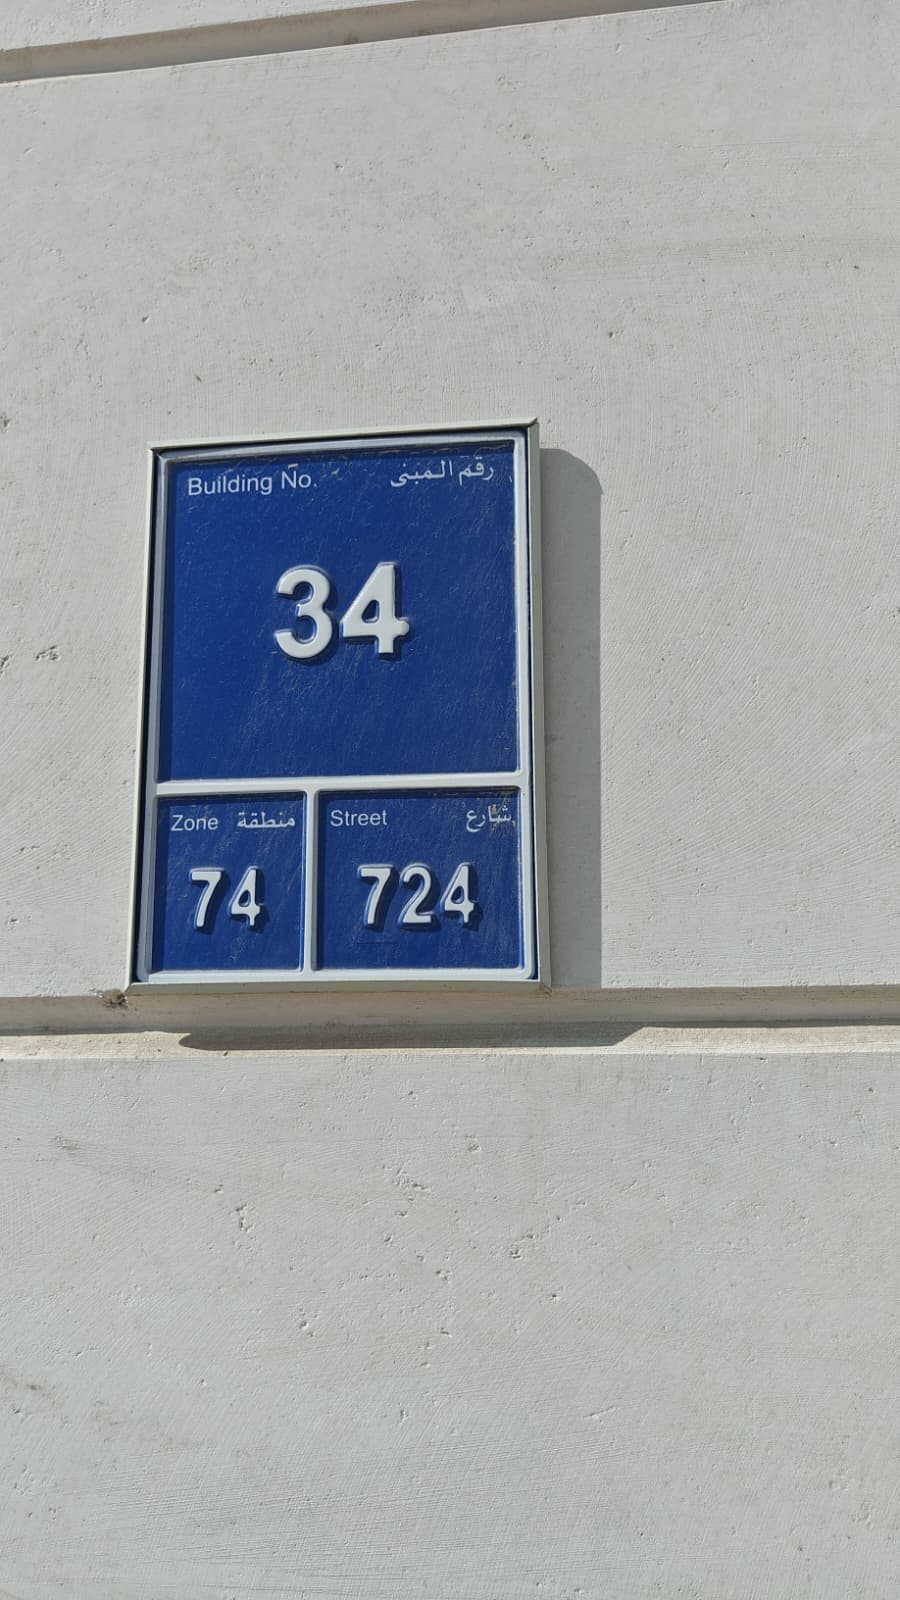 Building No. رقم المبنى
34
Zone منطقة
74
Street شارع
724